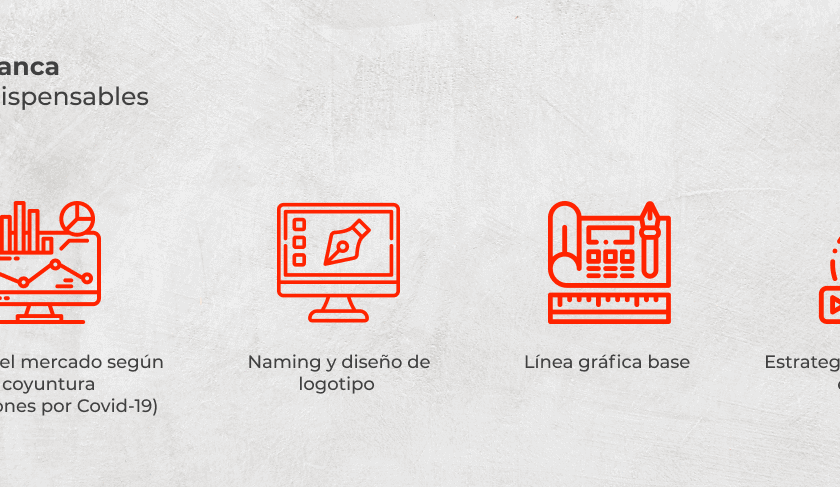 anca
ispensables
el mercado según
coyuntura
ones por Covid-19)
Naming y diseño de
logotipo
Línea gráfica base
Estrateg